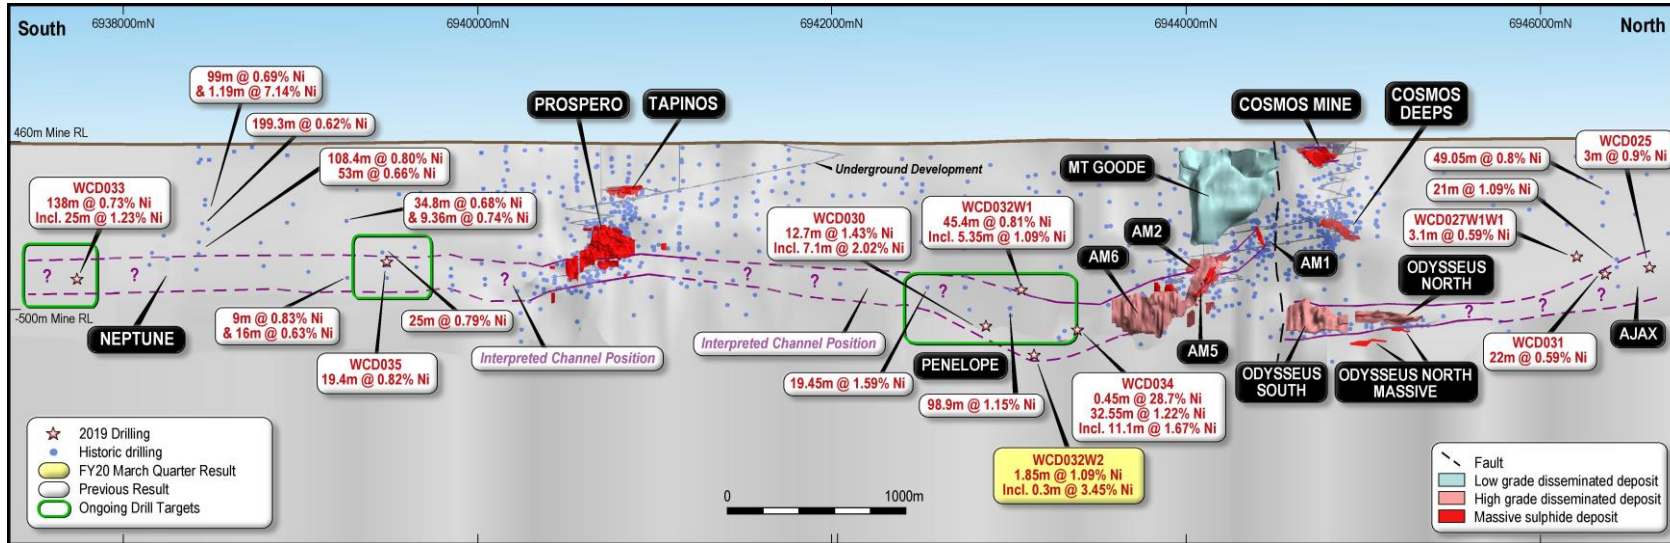 6938000mN
6940000mN
6942000mN
6944000mN
6946000mN
South
North
99m @ 0.69% Ni
& 1.19m @ 7.14% Ni
PROSPERO
TAPINOS
COSMOS MINE
COSMOS
DEEPS
460m Mine RL
199.3m @ 0.62% Ni
108.4m @ 0.80% Ni
53m @ 0.66% Ni
Underground Development
MT GOODE
49.05m @ 0.8% Ni
WCD025
3m @ 0.9% Ni
WCD033
138m @ 0.73% Ni
Incl. 25m @ 1.23% Ni
34.8m @ 0.68% Ni
& 9.36m @ 0.74% Ni
WCD030
12.7m @ 1.43% Ni
Incl. 7.1m @ 2.02% Ni
WCD032W1
45.4m @ 0.81% Ni
Incl. 5.35m @ 1.09% Ni
21m @ 1.09% Ni
WCD027W1W1
3.1m @ 0.59% Ni
AM2
AM6
AM1
ODYSSEUS
NORTH
?
?
?
?
?
?
?
?
?
-500m Mine RL
NEPTUNE
9m @ 0.83% Ni
& 16m @ 0.63% Ni
25m @ 0.79% Ni
WCD035
19.4m @ 0.82% Ni
Interpreted Channel Position
Interpreted Channel Position
19.45m @ 1.59% Ni
PENELOPE
98.9m @ 1.15% Ni
WCD034
0.45m @ 28.7% Ni
32.55m @ 1.22% Ni
Incl. 11.1m @ 1.67% Ni
AM5
ODYSSEUS
SOUTH
ODYSSEUS NORTH
MASSIVE
WCD031
22m @ 0.59% Ni
AJAX
WCD032W2
1.85m @ 1.09% Ni
Incl. 0.3m @ 3.45% Ni
2019 Drilling
Historic drilling
FY20 March Quarter Result
Previous Result
Ongoing Drill Targets
0
1000m
Fault
Low grade disseminated deposit
High grade disseminated deposit
Massive sulphide deposit